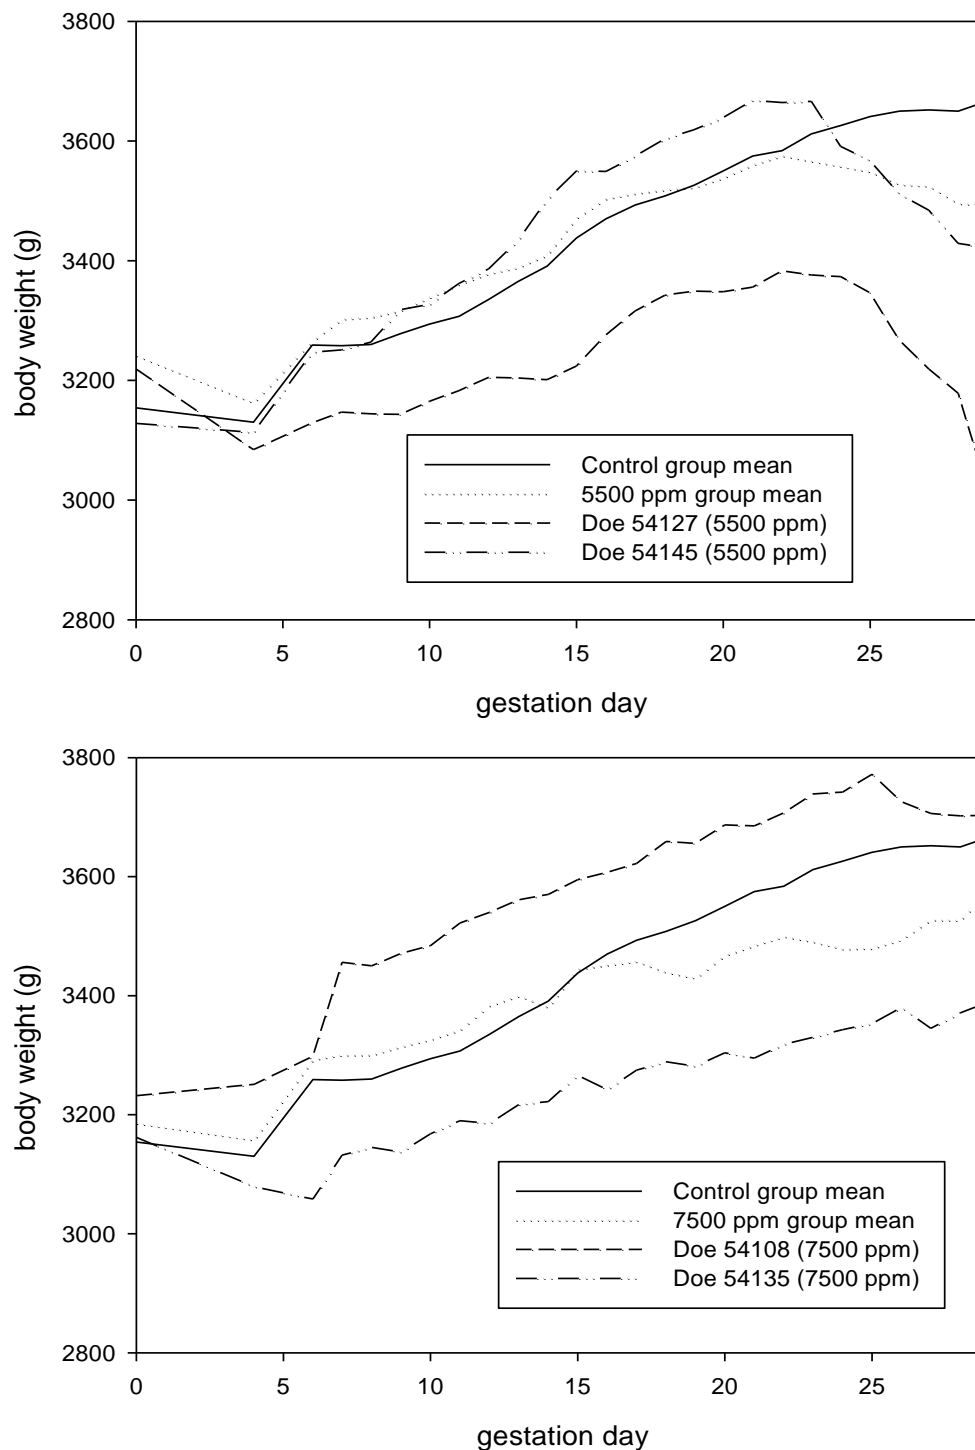 3800
3600
3400
3200
3000
2800
body weight (g)
0 5 10 15 20 25
gestation day
Control group mean
5500 ppm group mean
Doe 54127 (5500 ppm)
Doe 54145 (5500 ppm)
3800
3600
3400
3200
3000
2800
body weight (g)
0 5 10 15 20 25
gestation day
Control group mean
7500 ppm group mean
Doe 54108 (7500 ppm)
Doe 54135 (7500 ppm)